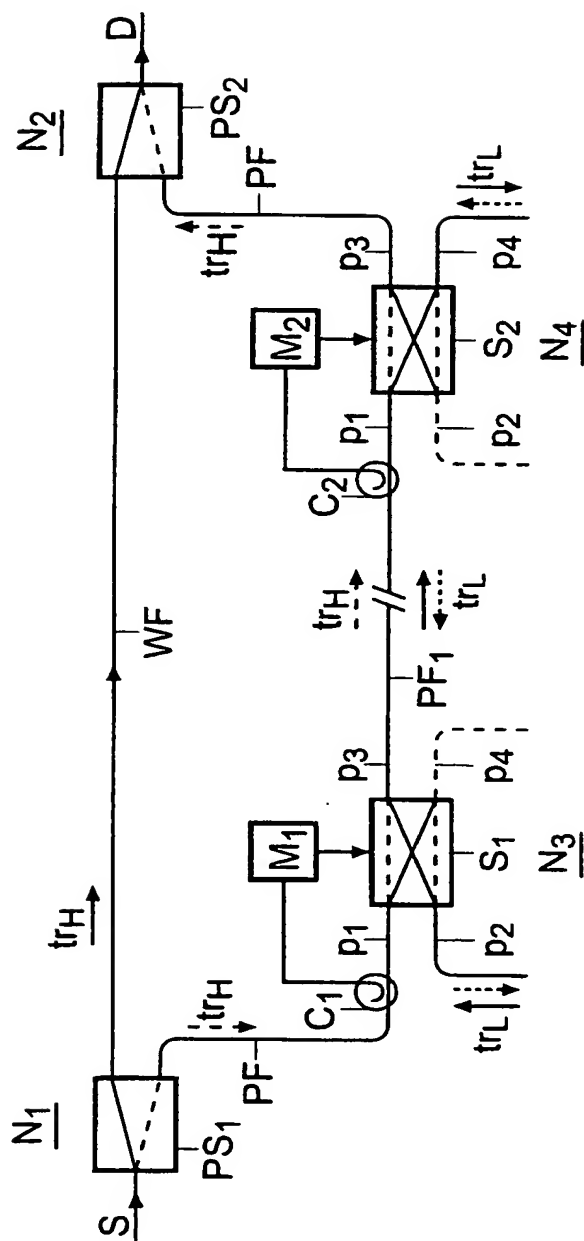 N1
N2
S
PS1
trH
WF
PS2
D
trH
PF
trH'
PF
C1
M1
p1
p3
S1
p2
p4
trL
N3
PF1
trH
trL
C2
M2
p1
p3
S2
p2
p4
trL
N4